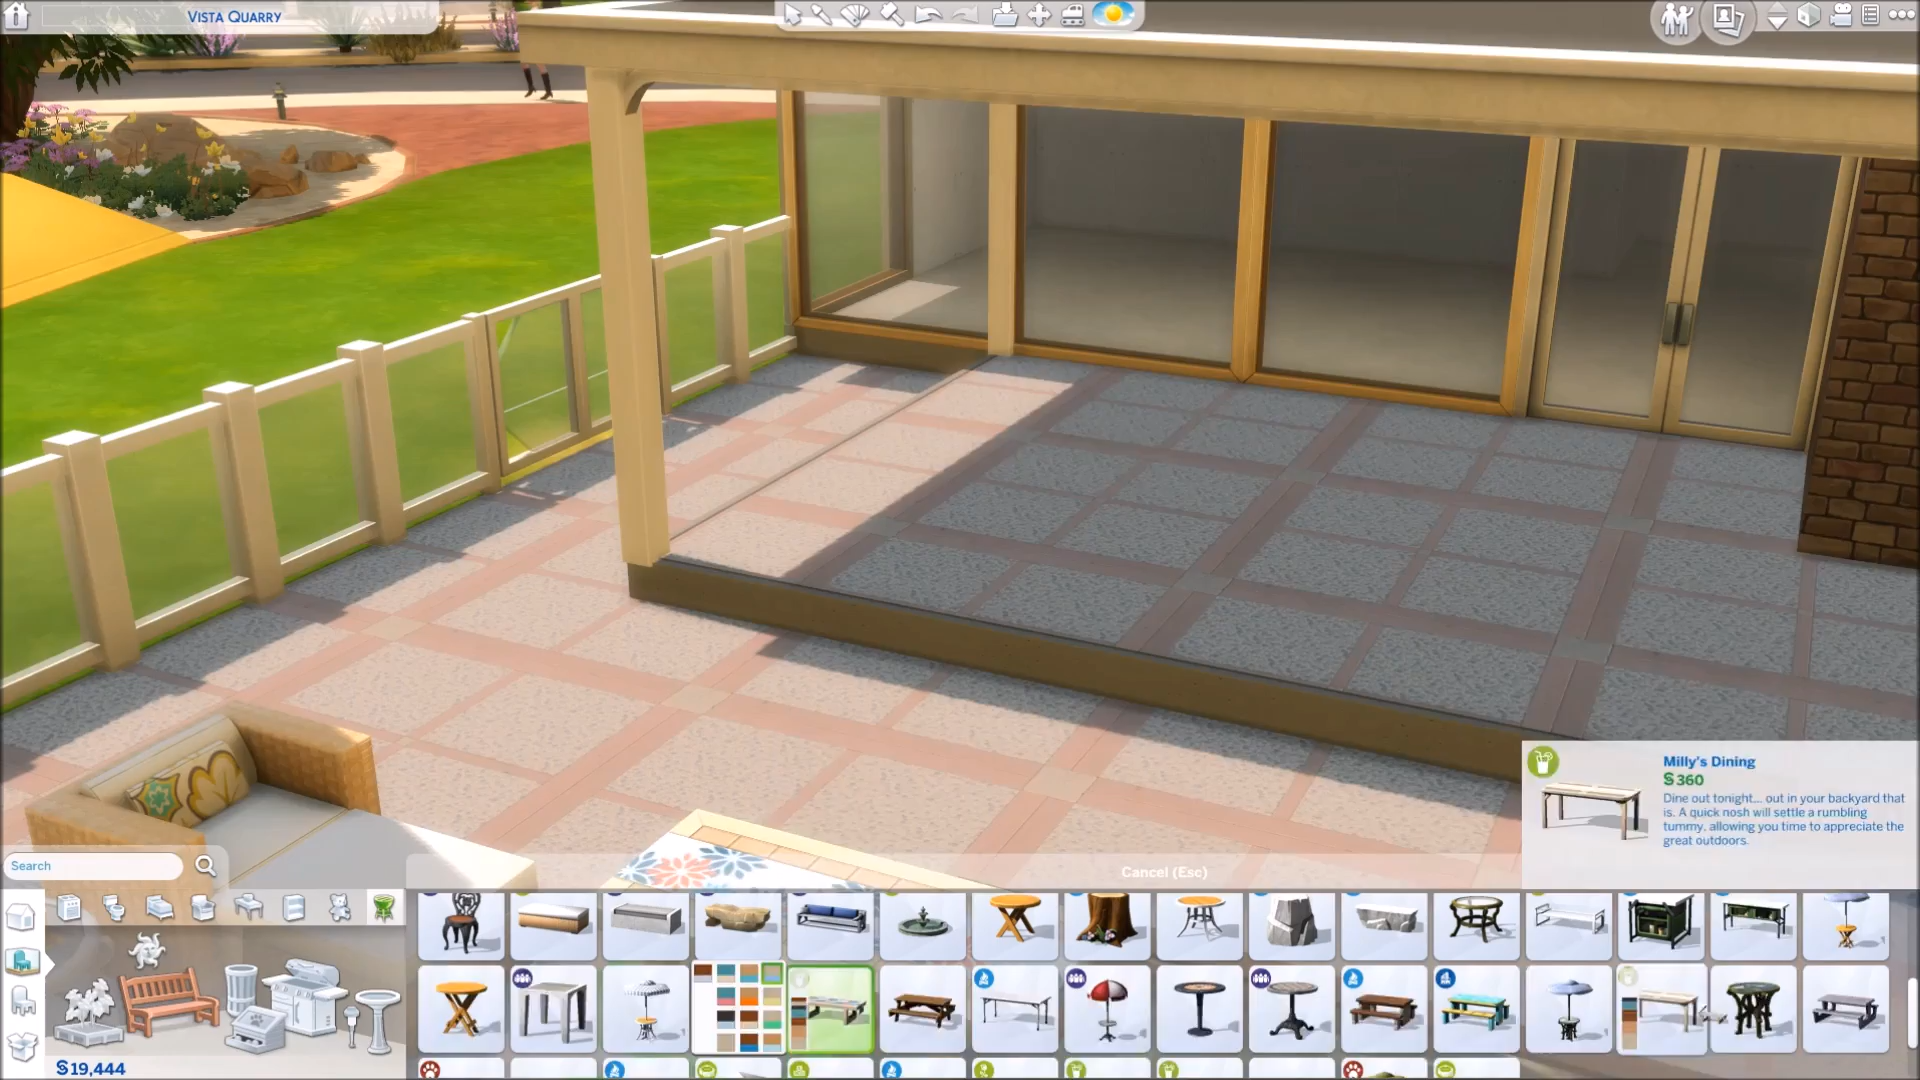 VISTA QUARRY
Milly's Dining
§360
Dine out tonight... out in your backyard that
is. A quick nosh will settle a rumbling
tummy, allowing you time to appreciate the
great outdoors.
Search
Cancel (Esc)
§19,444